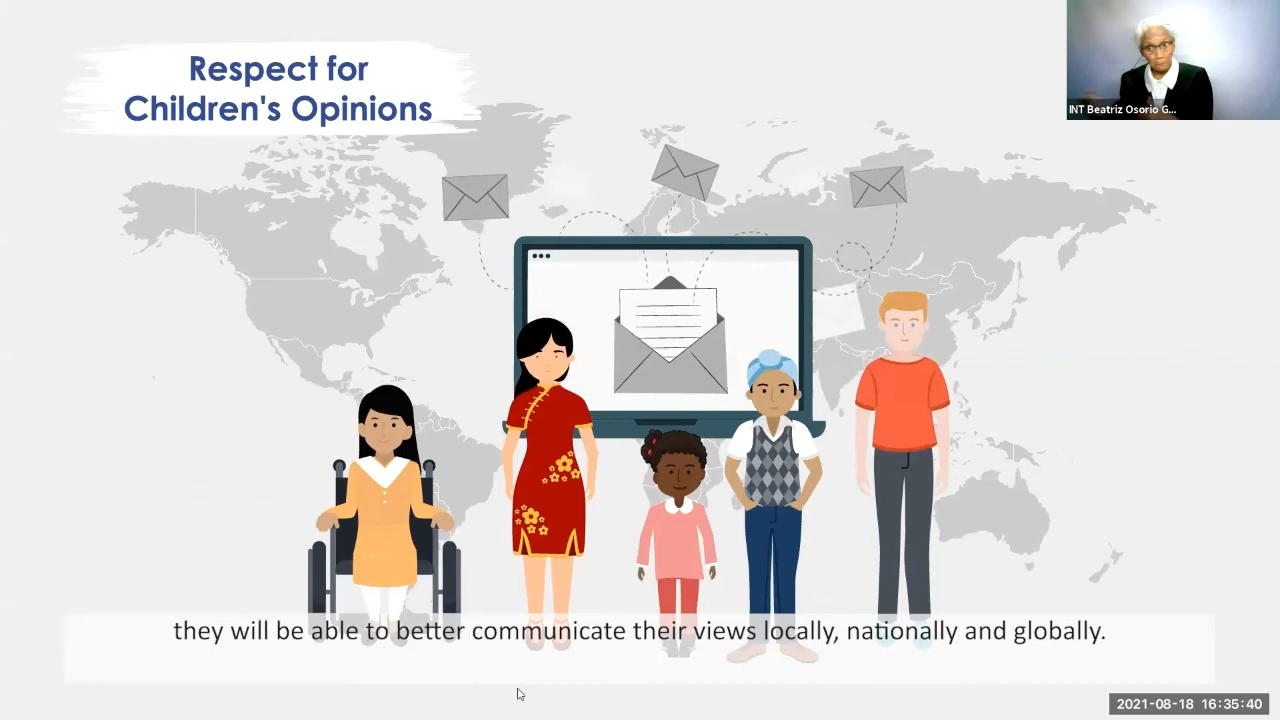 Respect for
Children's Opinions
INT Beatriz Osorio G...
they will be able to better communicate their views locally, nationally and globally.
2021-08-18 16:35:40